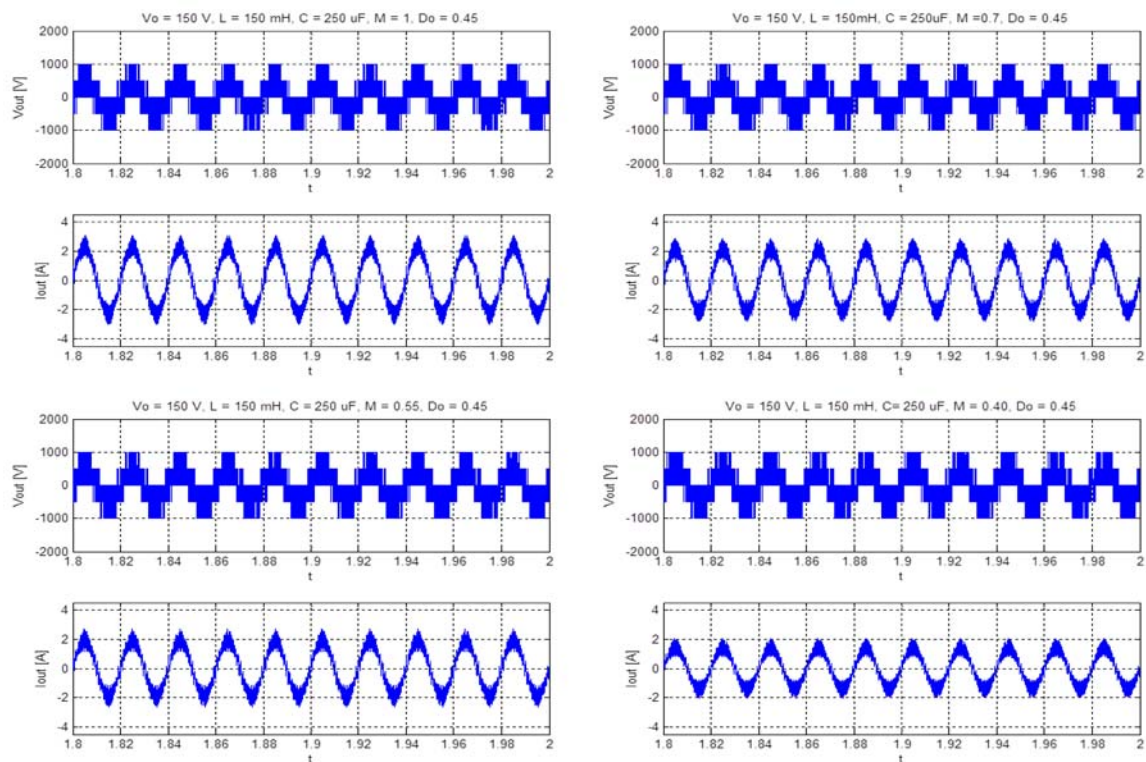 Vo = 150 V, L = 150 mH, C = 250 uF, M = 1, Do = 0.45
2000
1000
0
-1000
-2000
Vout [V]
1.8 1.82 1.84 1.86 1.88 1.9 1.92 1.94 1.96 1.98 2
t
4
2
0
-2
-4
Iout [A]
1.8 1.82 1.84 1.86 1.88 1.9 1.92 1.94 1.96 1.98 2
t
Vo = 150 V, L = 150mH, C = 250uF, M =0.7, Do = 0.45
2000
1000
0
-1000
-2000
Vout [V]
1.8 1.82 1.84 1.86 1.88 1.9 1.92 1.94 1.96 1.98 2
t
4
2
0
-2
-4
Iout [A]
1.8 1.82 1.84 1.86 1.88 1.9 1.92 1.94 1.96 1.98 2
t
Vo = 150 V, L = 150 mH, C = 250 uF, M = 0.55, Do = 0.45
2000
1000
0
-1000
-2000
Vout [V]
1.8 1.82 1.84 1.86 1.88 1.9 1.92 1.94 1.96 1.98 2
t
4
2
0
-2
-4
Iout [A]
1.8 1.82 1.84 1.86 1.88 1.9 1.92 1.94 1.96 1.98 2
t
Vo = 150 V, L = 150 mH, C= 250 uF, M = 0.40, Do = 0.45
2000
1000
0
-1000
-2000
Vout [V]
1.8 1.82 1.84 1.86 1.88 1.9 1.92 1.94 1.96 1.98 2
t
4
2
0
-2
-4
Iout [A]
1.8 1.82 1.84 1.86 1.88 1.9 1.92 1.94 1.96 1.98 2
t